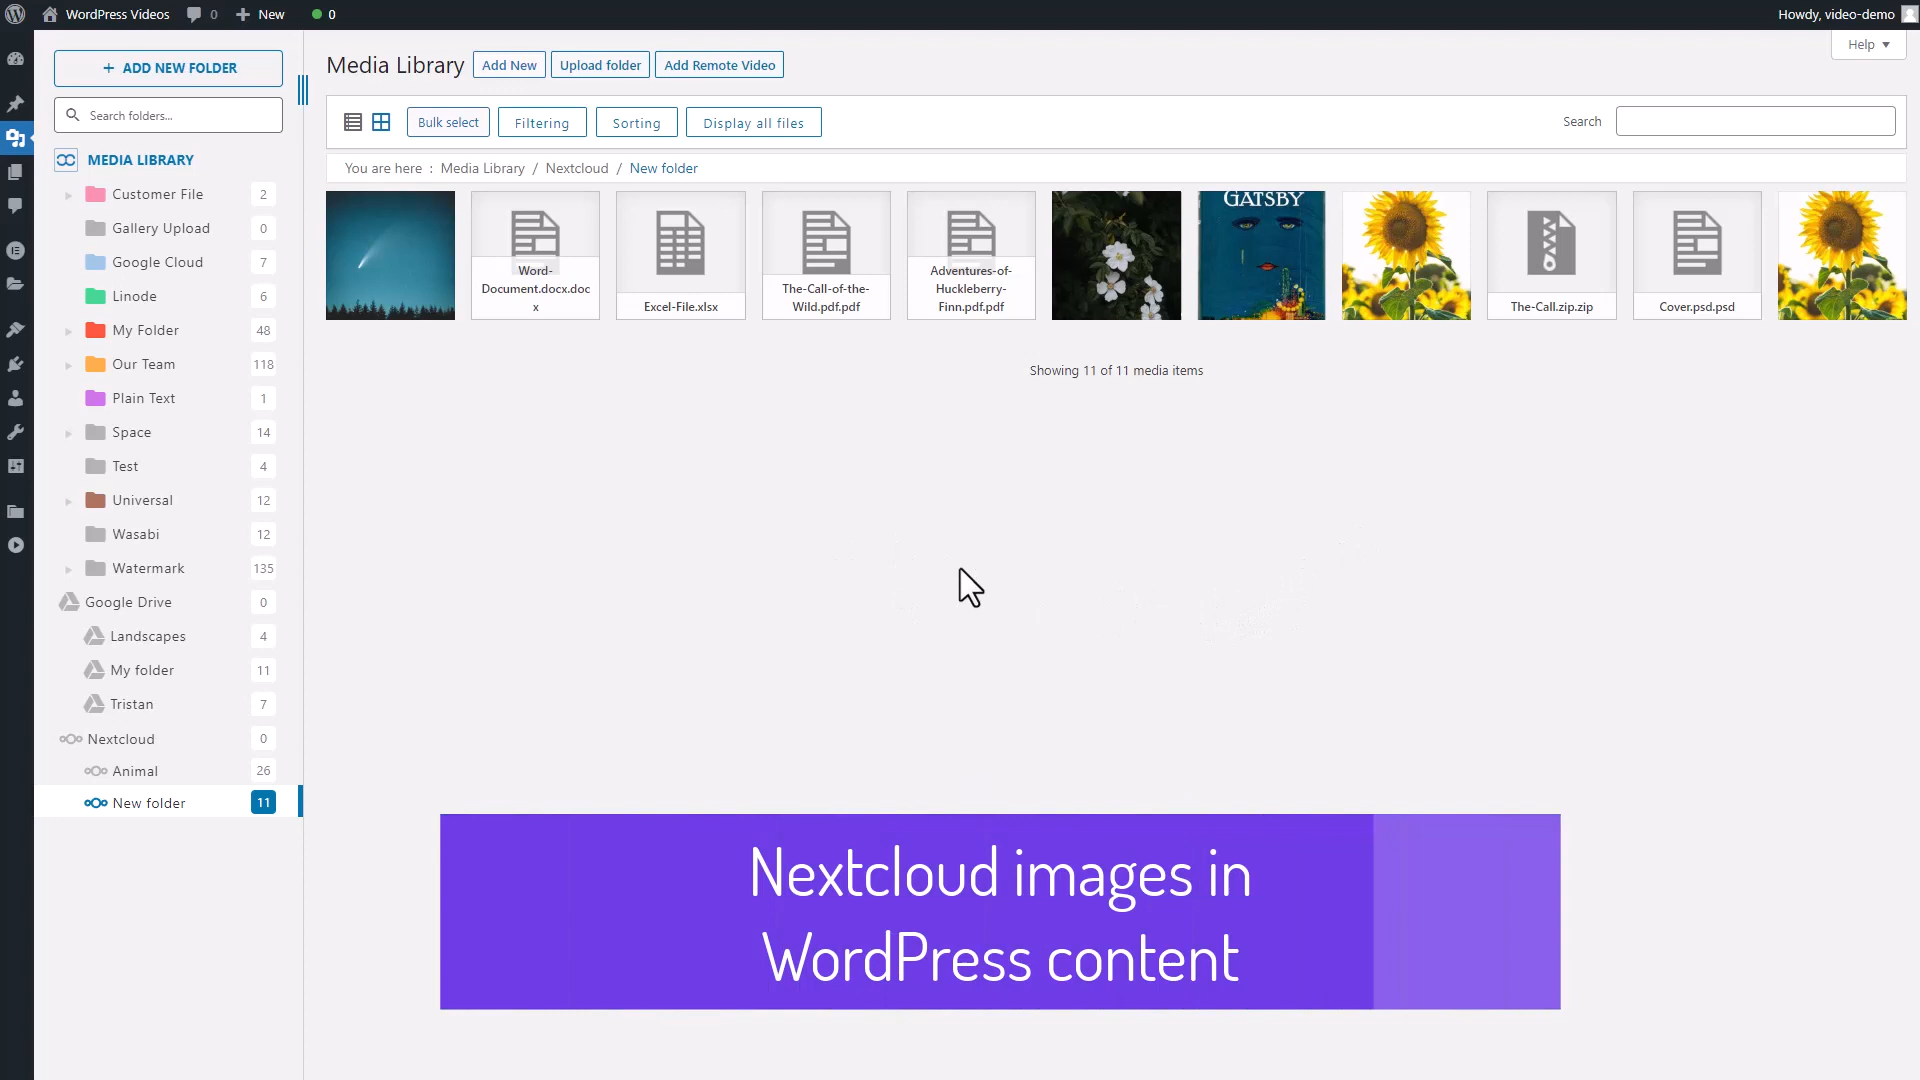 WordPress Videos 0 New 0
Howdy, video-demo
Help
ADD NEW FOLDER
Search folders...
MEDIA LIBRARY
Customer File 2
Gallery Upload 0
Google Cloud 7
Linode 6
My Folder 48
Our Team 118
Plain Text 1
Space 14
Test 4
Universal 12
Wasabi 12
Watermark 135
Google Drive 0
Landscapes 4
My folder 11
Tristan 7
Nextcloud 0
Animal 26
New folder 11
Media Library Add New Upload folder Add Remote Video
Bulk select Filtering Sorting Display all files Search
You are here : Media Library / Nextcloud / New folder
Word-
Document.docx.doc
x
Excel-File.xlsx
The-Call-of-the-
Wild.pdf.pdf
Adventures-of-
Huckleberry-
Finn.pdf.pdf
GATSBY
The-Call.zip.zip
Cover.psd.psd
Showing 11 of 11 media items
Nextcloud images in
WordPress content